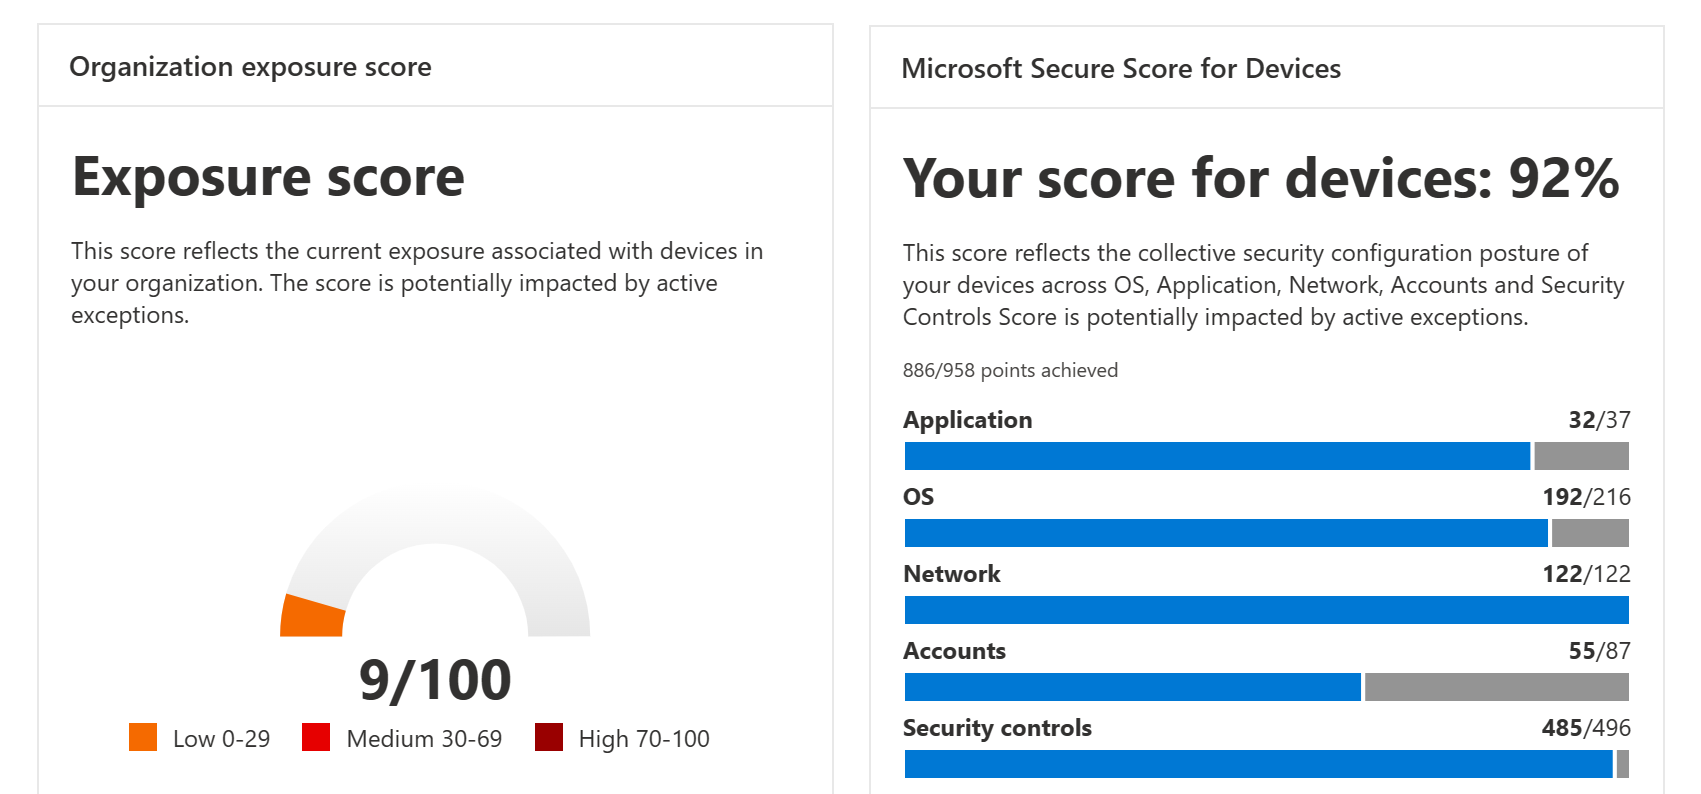 Organization exposure score
Exposure score
This score reflects the current exposure associated with devices in
your organization. The score is potentially impacted by active
exceptions.
9/100
Low 0-29 Medium 30-69 High 70-100
Microsoft Secure Score for Devices
Your score for devices: 92%
This score reflects the collective security configuration posture of
your devices across OS, Application, Network, Accounts and Security
Controls Score is potentially impacted by active exceptions.
886/958 points achieved
Application 32/37
OS 192/216
Network 122/122
Accounts 55/87
Security controls 485/496